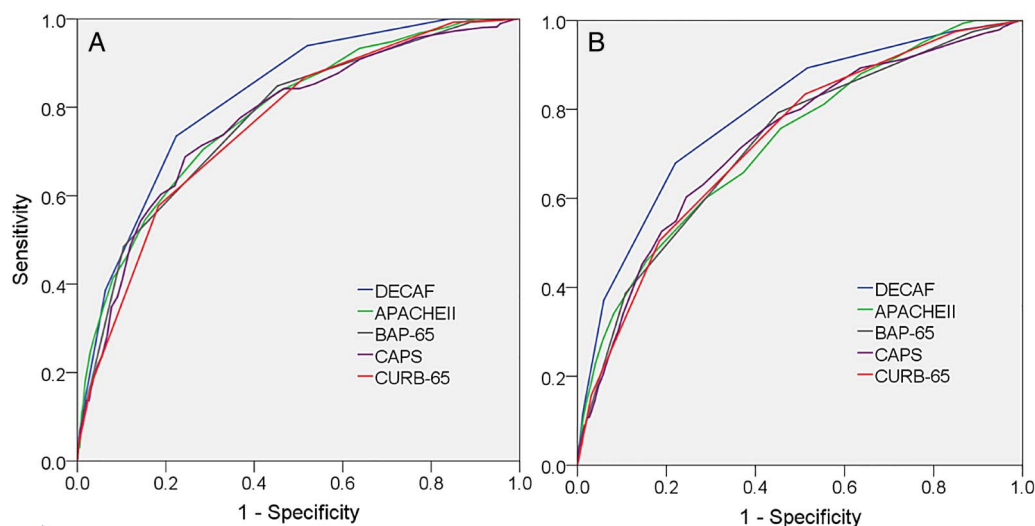 A
Sensitivity
1.0
0.8
0.6
0.4
0.2
0.0
DECAF
APACHEII
BAP-65
CAPS
CURB-65
0.0 0.2 0.4 0.6 0.8 1.0
1 - Specificity
B
1.0
0.8
0.6
0.4
0.2
0.0
DECAF
APACHEII
BAP-65
CAPS
CURB-65
0.0 0.2 0.4 0.6 0.8 1.0
1 - Specificity